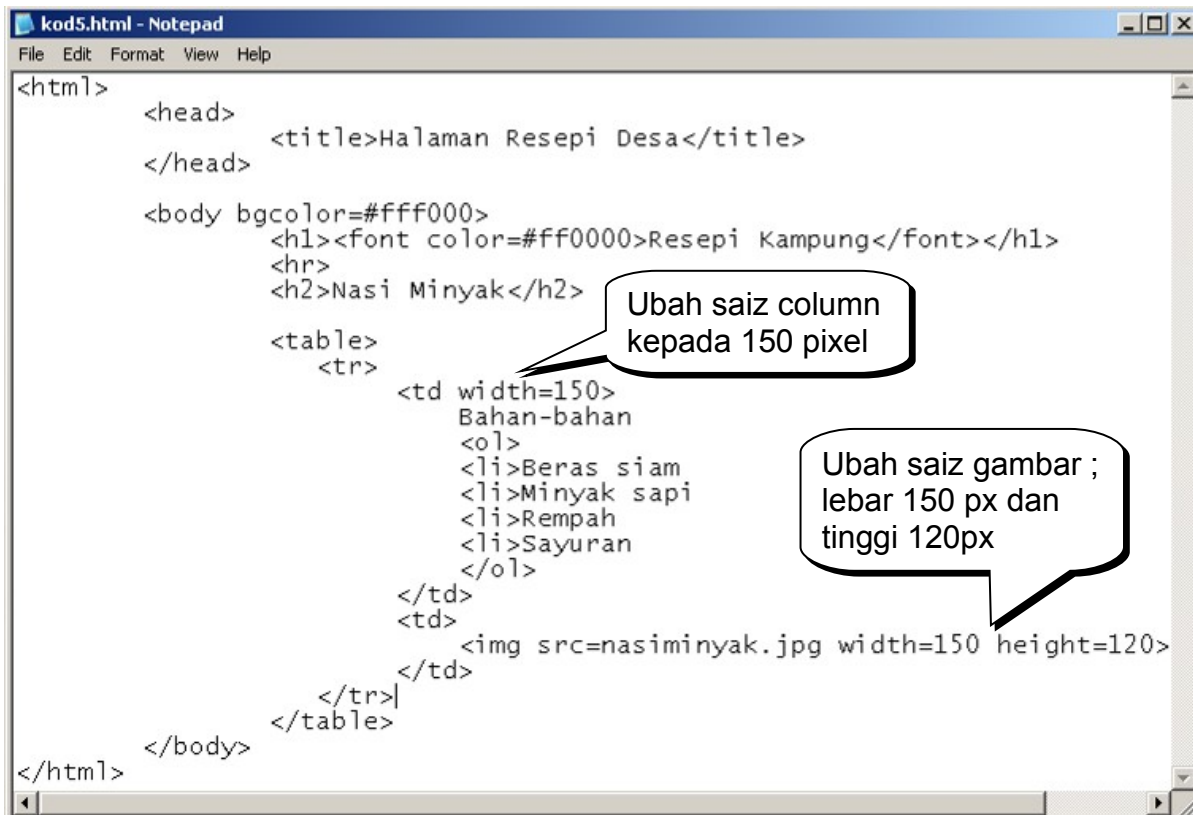 kod5.html - Notepad
File Edit Format View Help
<html>
<head>
<title>Halaman Resepi Desa</title>
</head>
<body bgcolor=#fff000>
<h1><font color=#ff0000>Resepi Kampung</font></h1>
<hr>
<h2>Nasi Minyak</h2>
Ubah saiz column
kepada 150 pixel
<table>
<tr>
<td width=150>
Bahan-bahan
<ol>
<li>Beras siam
<li>Minyak sapi
<li>Rempah
<li>Sayuran
</ol>
Ubah saiz gambar ;
lebar 150 px dan
tinggi 120px
</td>
<td>
<img src=nasiminyak.jpg width=150 height=120>
</td>
</tr>
</table>
</body>
</html>